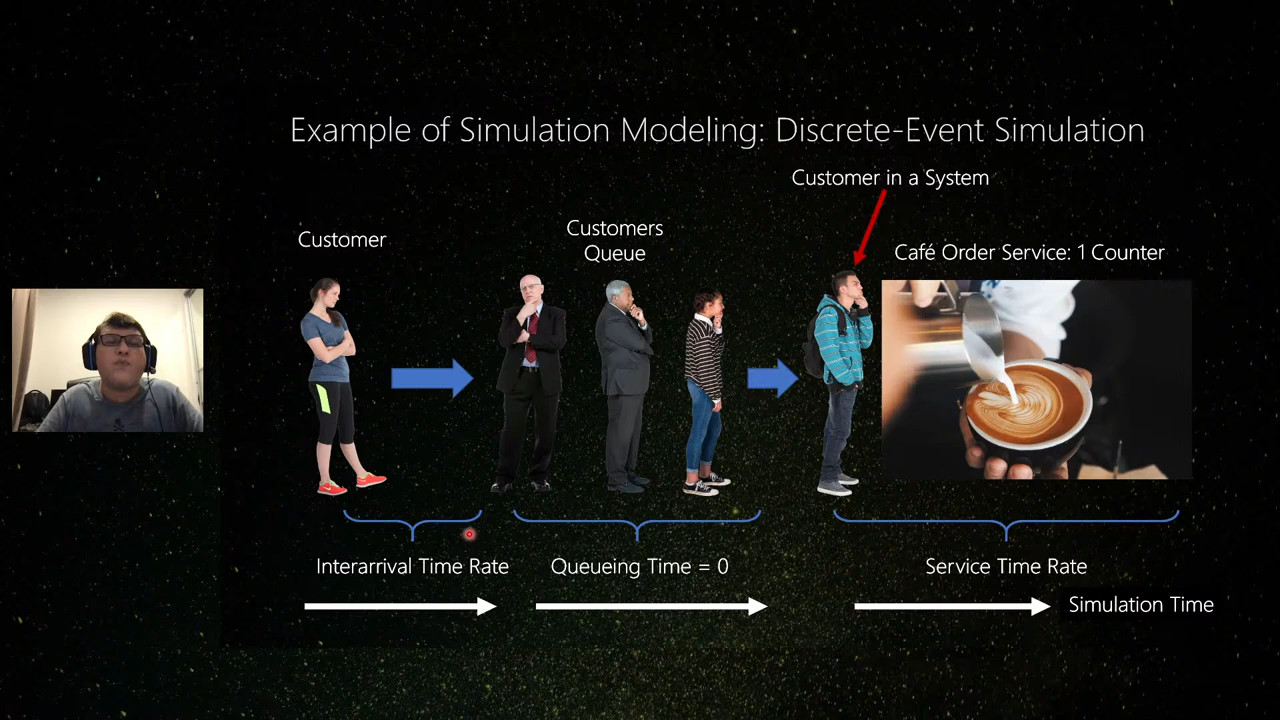 Example of Simulation Modeling: Discrete-Event Simulation
Customer in a System
Customer
Customers
Queue
Café Order Service: 1 Counter
Interarrival Time Rate
Queueing Time = 0
Service Time Rate
Simulation Time